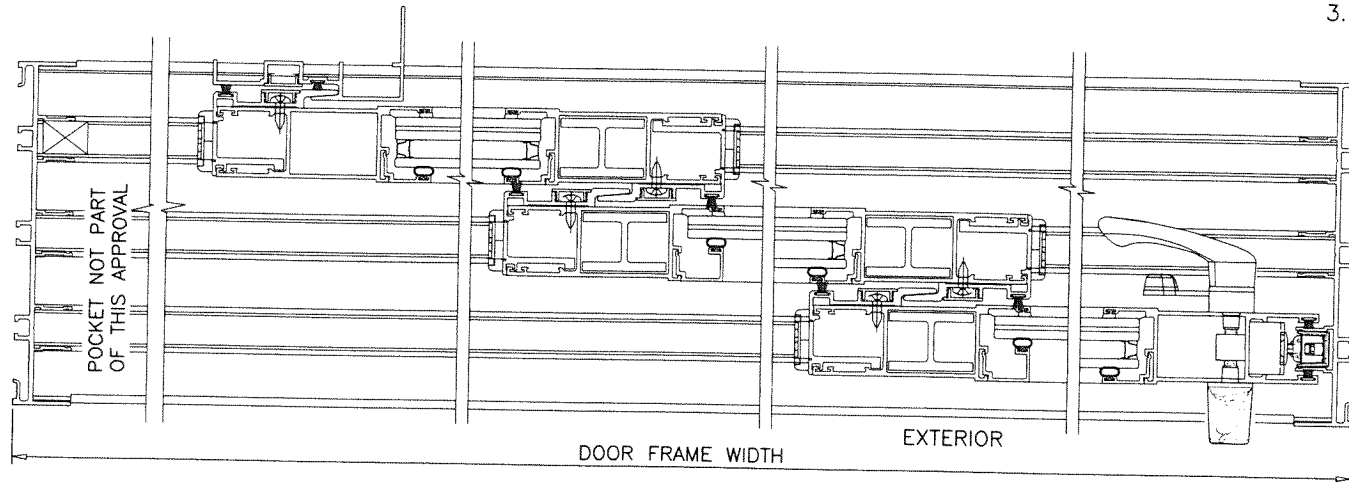 3.
POCKET NOT PART
OF THIS APPROVAL
EXTERIOR
DOOR FRAME WIDTH